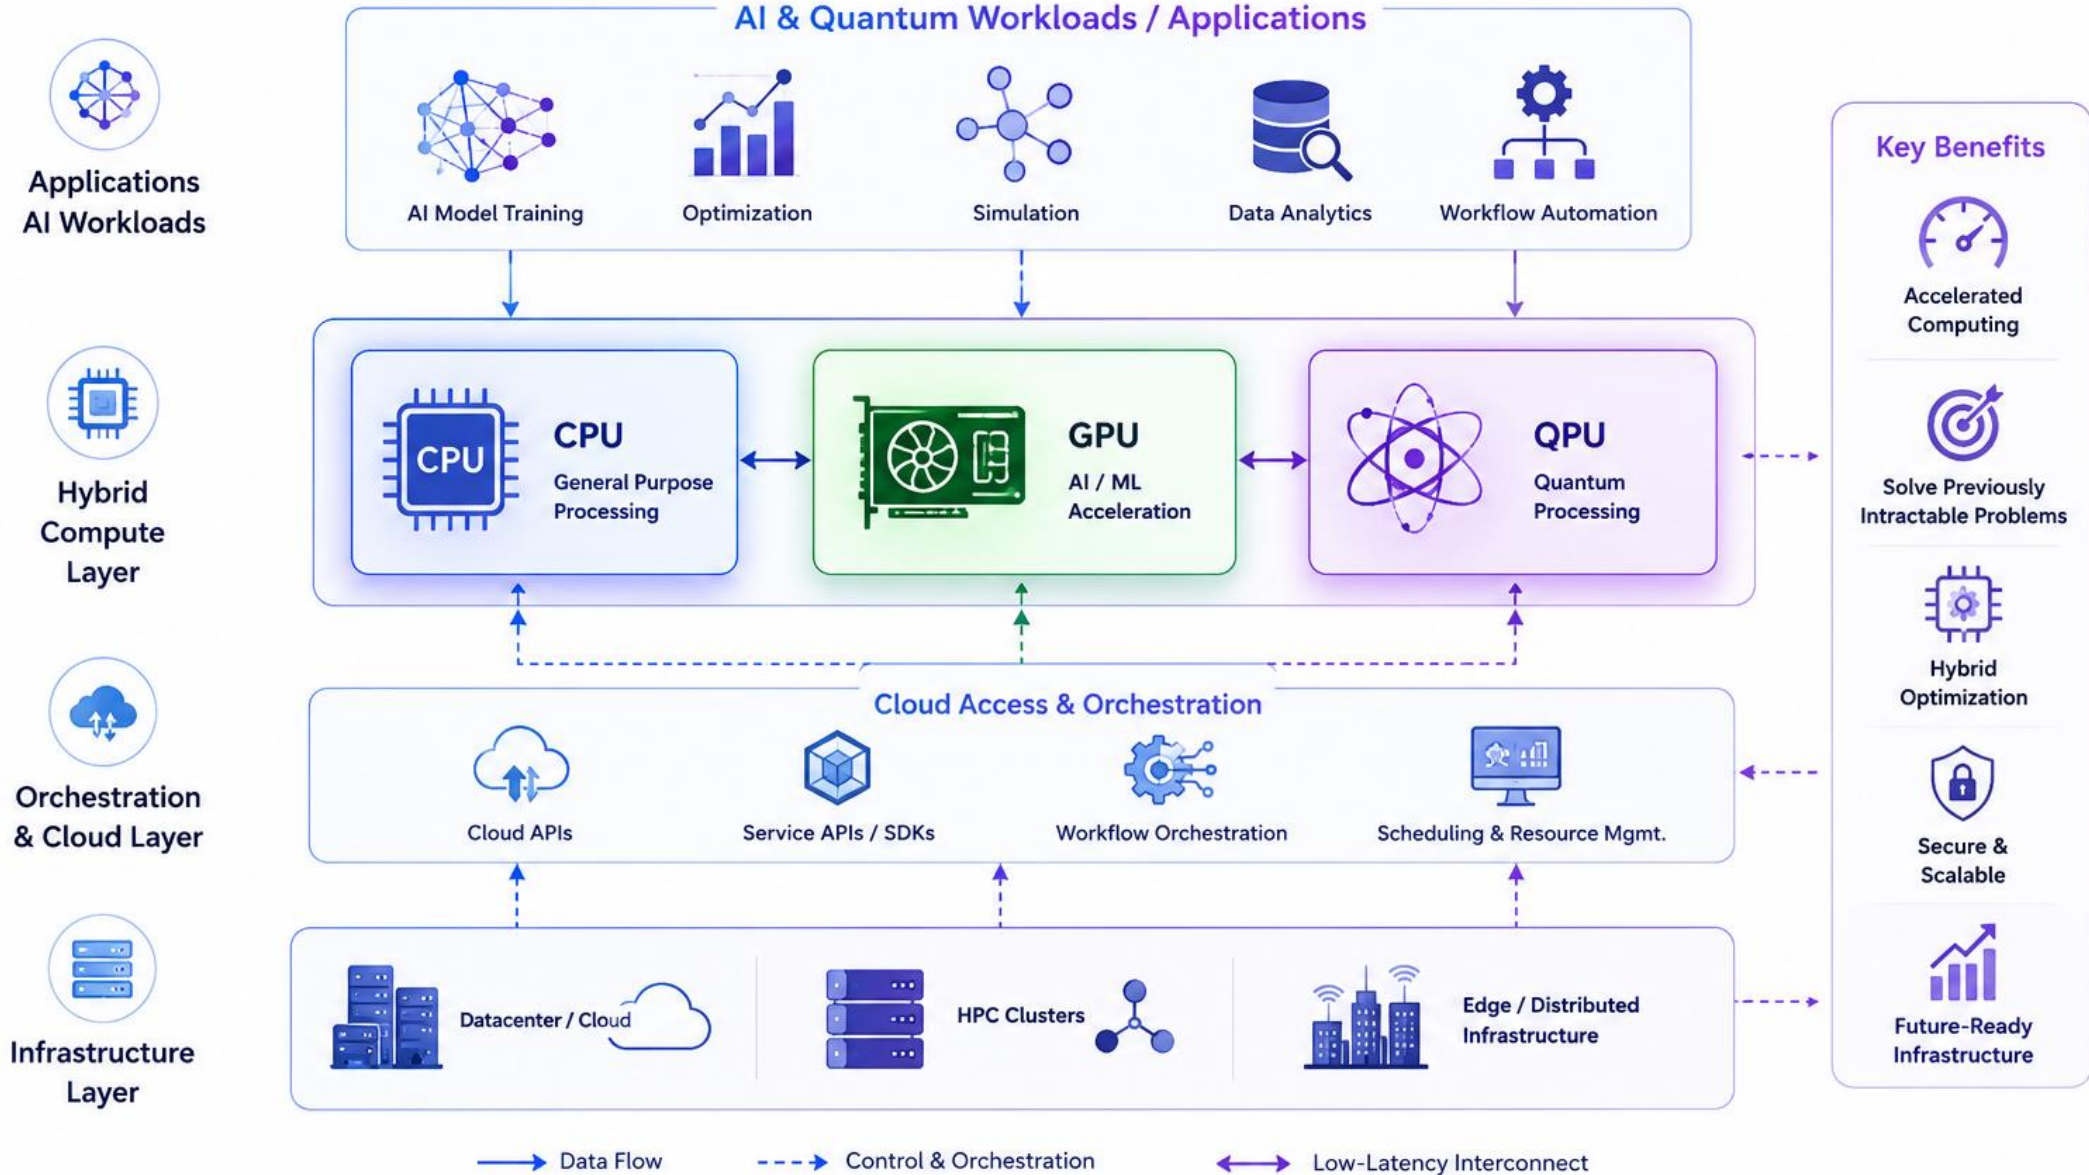 AI & Quantum Workloads / Applications
Applications
AI Workloads
AI Model Training
Optimization
Simulation
Data Analytics
Workflow Automation
Hybrid
Compute
Layer
CPU
CPU
General Purpose
Processing
GPU
AI / ML
Acceleration
QPU
Quantum
Processing
Orchestration
& Cloud Layer
Cloud Access & Orchestration
Cloud APIs
Service APIs / SDKs
Workflow Orchestration
Scheduling & Resource Mgmt.
Infrastructure
Layer
Datacenter / Cloud
HPC Clusters
Edge / Distributed
Infrastructure
Key Benefits
Accelerated
Computing
Solve Previously
Intractable Problems
Hybrid
Optimization
Secure &
Scalable
Future-Ready
Infrastructure
Data Flow
Control & Orchestration
Low-Latency Interconnect